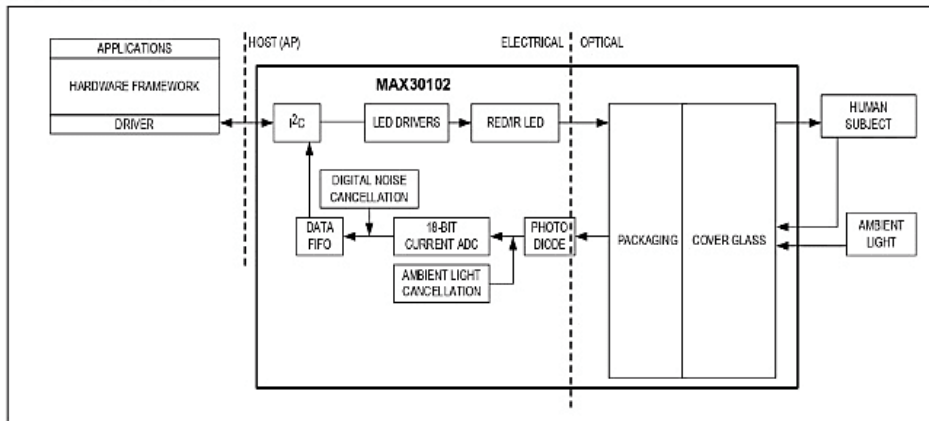 HOST (AP)
ELECTRICAL
OPTICAL
APPLICATIONS
HARDWARE FRAMEWORK
DRIVER
MAX30102
I²C
LED DRIVERS
RED/IR LED
HUMAN
SUBJECT
DIGITAL NOISE
CANCELLATION
DATA
FIFO
18-BIT
CURRENT ADC
PHOTO
DIODE
AMBIENT LIGHT
CANCELLATION
PACKAGING
COVER GLASS
AMBIENT
LIGHT